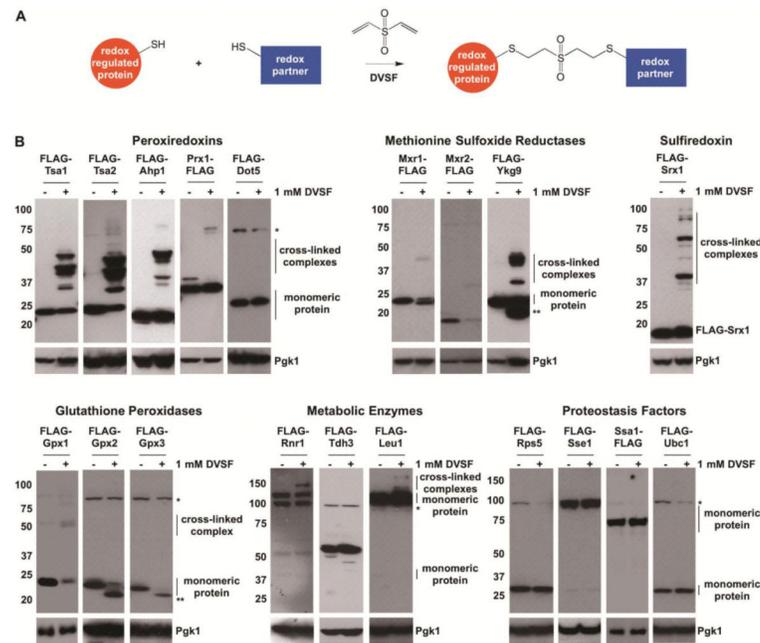 A
redox
regulated
protein
SH
+
HS
redox
partner
O
S
O
DVSF
redox
regulated
protein
S
O
S
O
S
redox
partner
B
Peroxiredoxins
FLAG-
Tsa1
FLAG-
Tsa2
FLAG-
Ahp1
Prx1-
FLAG
FLAG-
Dot5
- + - + - + - + - + 1 mM DVSF
100
75
50
37
25
20
*
cross-linked
complexes
monomeric
protein
Pgk1
Methionine Sulfoxide Reductases
Mxr1-
FLAG
Mxr2-
FLAG
FLAG-
Ykg9
- + - + - + 1 mM DVSF
100
75
50
37
25
20
cross-linked
complexes
monomeric
protein
**
Pgk1
Sulfiredoxin
FLAG-
Srx1
- + 1 mM DVSF
100
75
50
37
25
20
cross-linked
complexes
FLAG-Srx1
Pgk1
Glutathione Peroxidases
FLAG-
Gpx1
FLAG-
Gpx2
FLAG-
Gpx3
- + - + - + 1 mM DVSF
100
75
50
37
25
20
*
cross-linked
complex
monomeric
protein
**
Pgk1
Metabolic Enzymes
FLAG-
Rnr1
FLAG-
Tdh3
FLAG-
Leu1
- + - + - + 1 mM DVSF
150
100
75
50
37
25
cross-linked
complexes
monomeric
protein
*
monomeric
protein
Pgk1
Proteostasis Factors
FLAG-
Rps5
FLAG-
Sse1
Ssa1-
FLAG
FLAG-
Ubc1
- + - + - + - + 1 mM DVSF
150
100
75
50
37
25
*
monomeric
protein
monomeric
protein
Pgk1